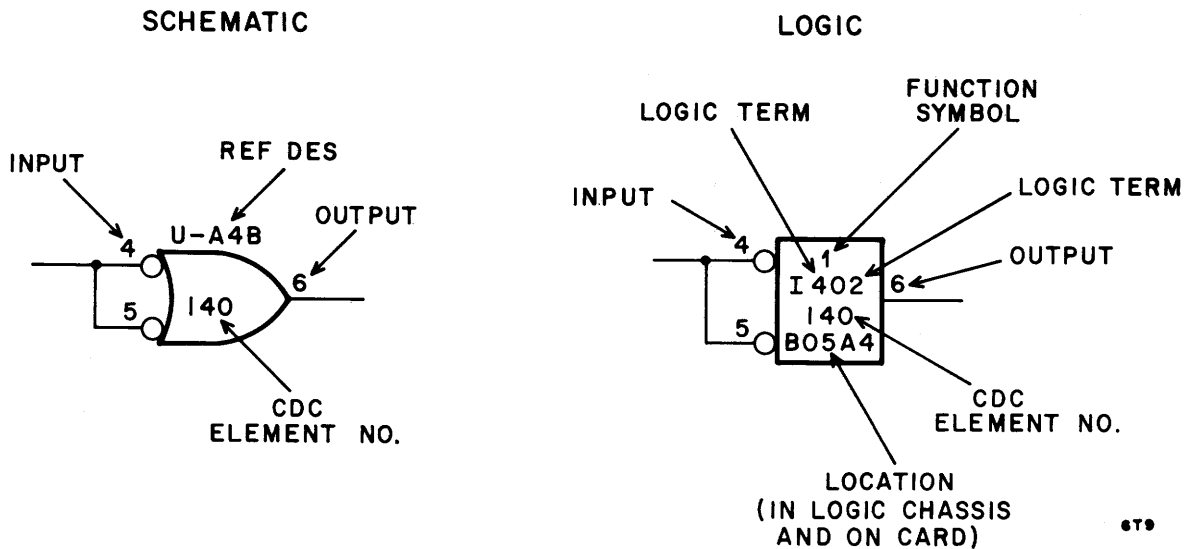 SCHEMATIC
INPUT
REF DES
U-A4B
OUTPUT
4
5
6
140
CDC
ELEMENT NO.
LOGIC
LOGIC TERM
FUNCTION
SYMBOL
LOGIC TERM
INPUT
4
5
1
I402
140
B05A4
6
OUTPUT
CDC
ELEMENT NO.
LOCATION
(IN LOGIC CHASSIS
AND ON CARD)
6T9